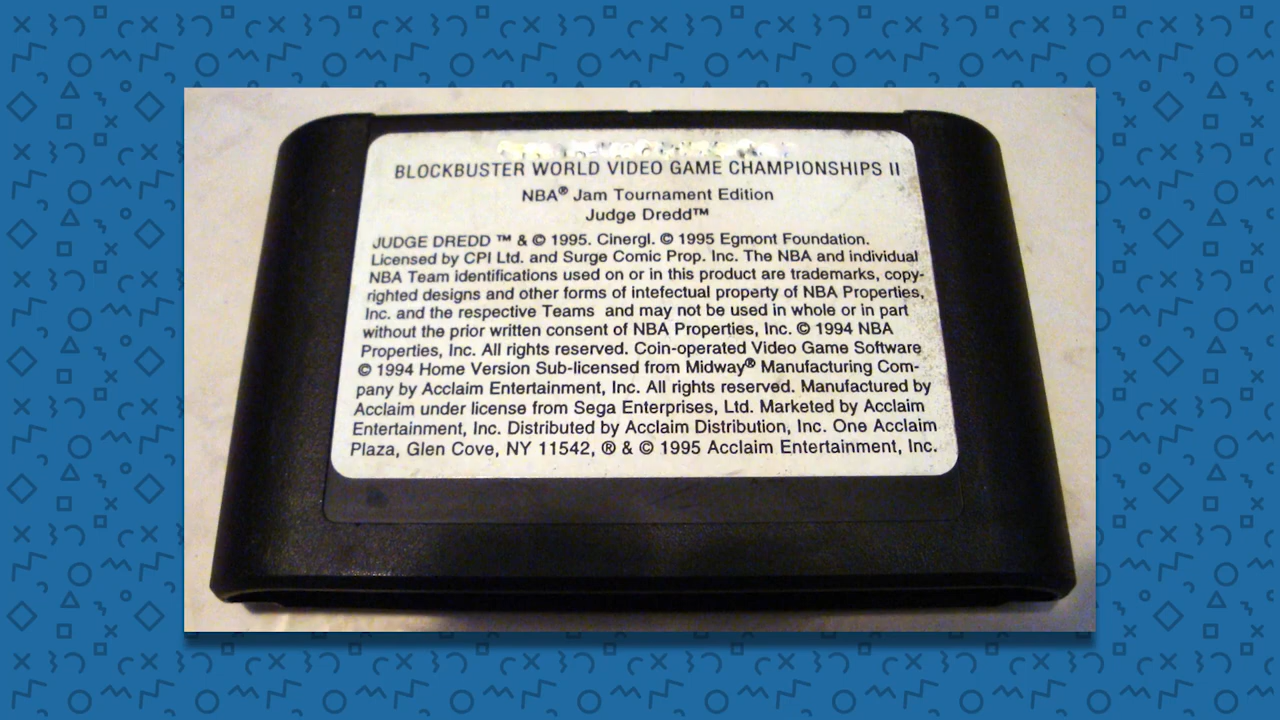 BLOCKBUSTER WORLD VIDEO GAME CHAMPIONSHIPS II
NBA® Jam Tournament Edition
Judge Dredd™
JUDGE DREDD ™ & © 1995. Cinergl. © 1995 Egmont Foundation.
Licensed by CPI Ltd. and Surge Comic Prop. Inc. The NBA and individual
NBA Team identifications used on or in this product are trademarks, copy-
righted designs and other forms of intefectual property of NBA Properties,
Inc. and the respective Teams and may not be used in whole or in part
without the prior written consent of NBA Properties, Inc. © 1994 NBA
Properties, Inc. All rights reserved. Coin-operated Video Game Software
© 1994 Home Version Sub-licensed from Midway® Manufacturing Com-
pany by Acclaim Entertainment, Inc. All rights reserved. Manufactured by
Acclaim under license from Sega Enterprises, Ltd. Marketed by Acclaim
Entertainment, Inc. Distributed by Acclaim Distribution, Inc. One Acclaim
Plaza, Glen Cove, NY 11542, ® & © 1995 Acclaim Entertainment, Inc.